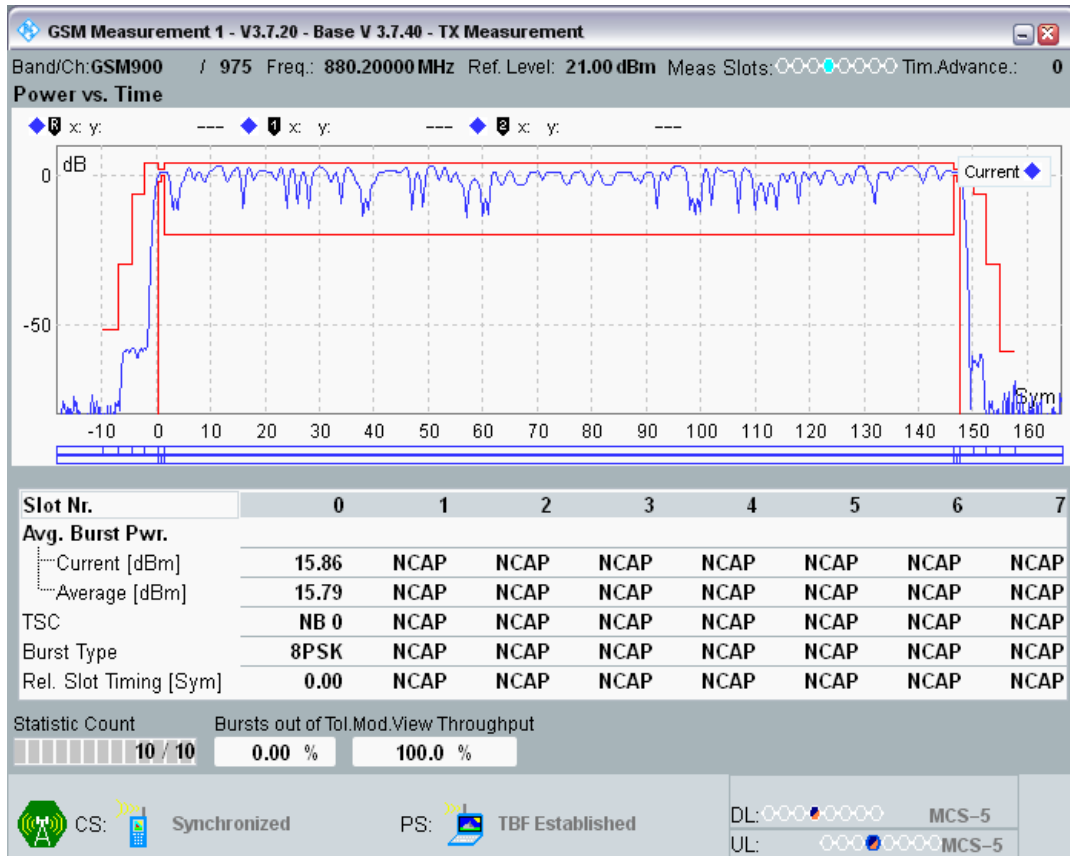 GSM Measurement 1 - V3.7.20 - Base V 3.7.40 - TX Measurement
Band/Ch:GSM900 / 975 Freq.: 880.20000 MHz Ref. Level: 21.00 dBm Meas Slots: Tim.Advance.: 0
Power vs. Time
R x: y: --- 1 x: y: --- 2 x: y: ---
dB
0
Current
-50
Sym
-10 0 10 20 30 40 50 60 70 80 90 100 110 120 130 140 150 160
Slot Nr. 0 1 2 3 4 5 6 7
Avg. Burst Pwr.
Current [dBm] 15.86 NCAP NCAP NCAP NCAP NCAP NCAP NCAP
Average [dBm] 15.79 NCAP NCAP NCAP NCAP NCAP NCAP NCAP
TSC NB 0 NCAP NCAP NCAP NCAP NCAP NCAP NCAP
Burst Type 8PSK NCAP NCAP NCAP NCAP NCAP NCAP NCAP
Rel. Slot Timing [Sym] 0.00 NCAP NCAP NCAP NCAP NCAP NCAP NCAP
Statistic Count Bursts out of Tol. Mod.View Throughput
10 / 10 0.00 % 100.0 %
CS: Synchronized PS: TBF Established DL: MCS-5
UL: MCS-5